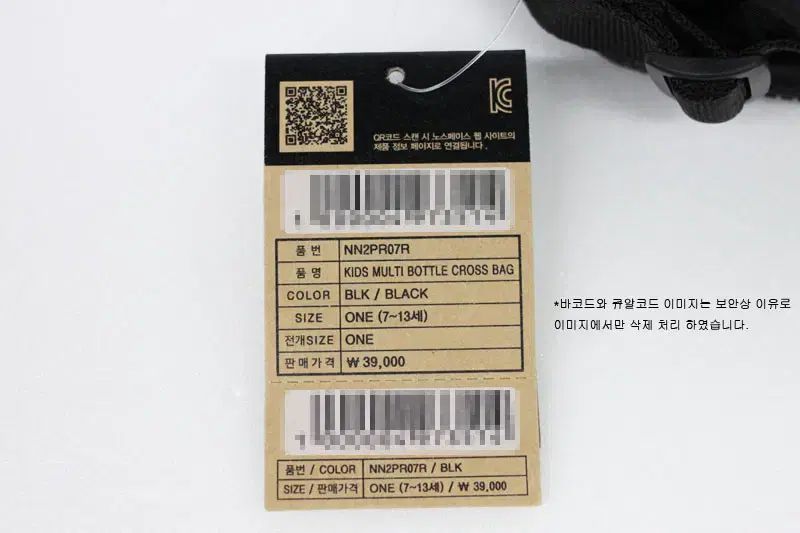 KC
QR코드 스캔 시 노스페이스 웹 사이트의
제품 정보 페이지로 연결됩니다.
품 번 NN2PR07R
품 명 KIDS MULTI BOTTLE CROSS BAG
COLOR BLK / BLACK
SIZE ONE (7~13세)
전개SIZE ONE
판매가격 ₩ 39,000
*바코드와 큐알코드 이미지는 보안상 이유로
이미지에서만 삭제 처리 하였습니다.
품번 / COLOR NN2PR07R / BLK
SIZE / 판매가격 ONE (7~13세) / ₩ 39,000